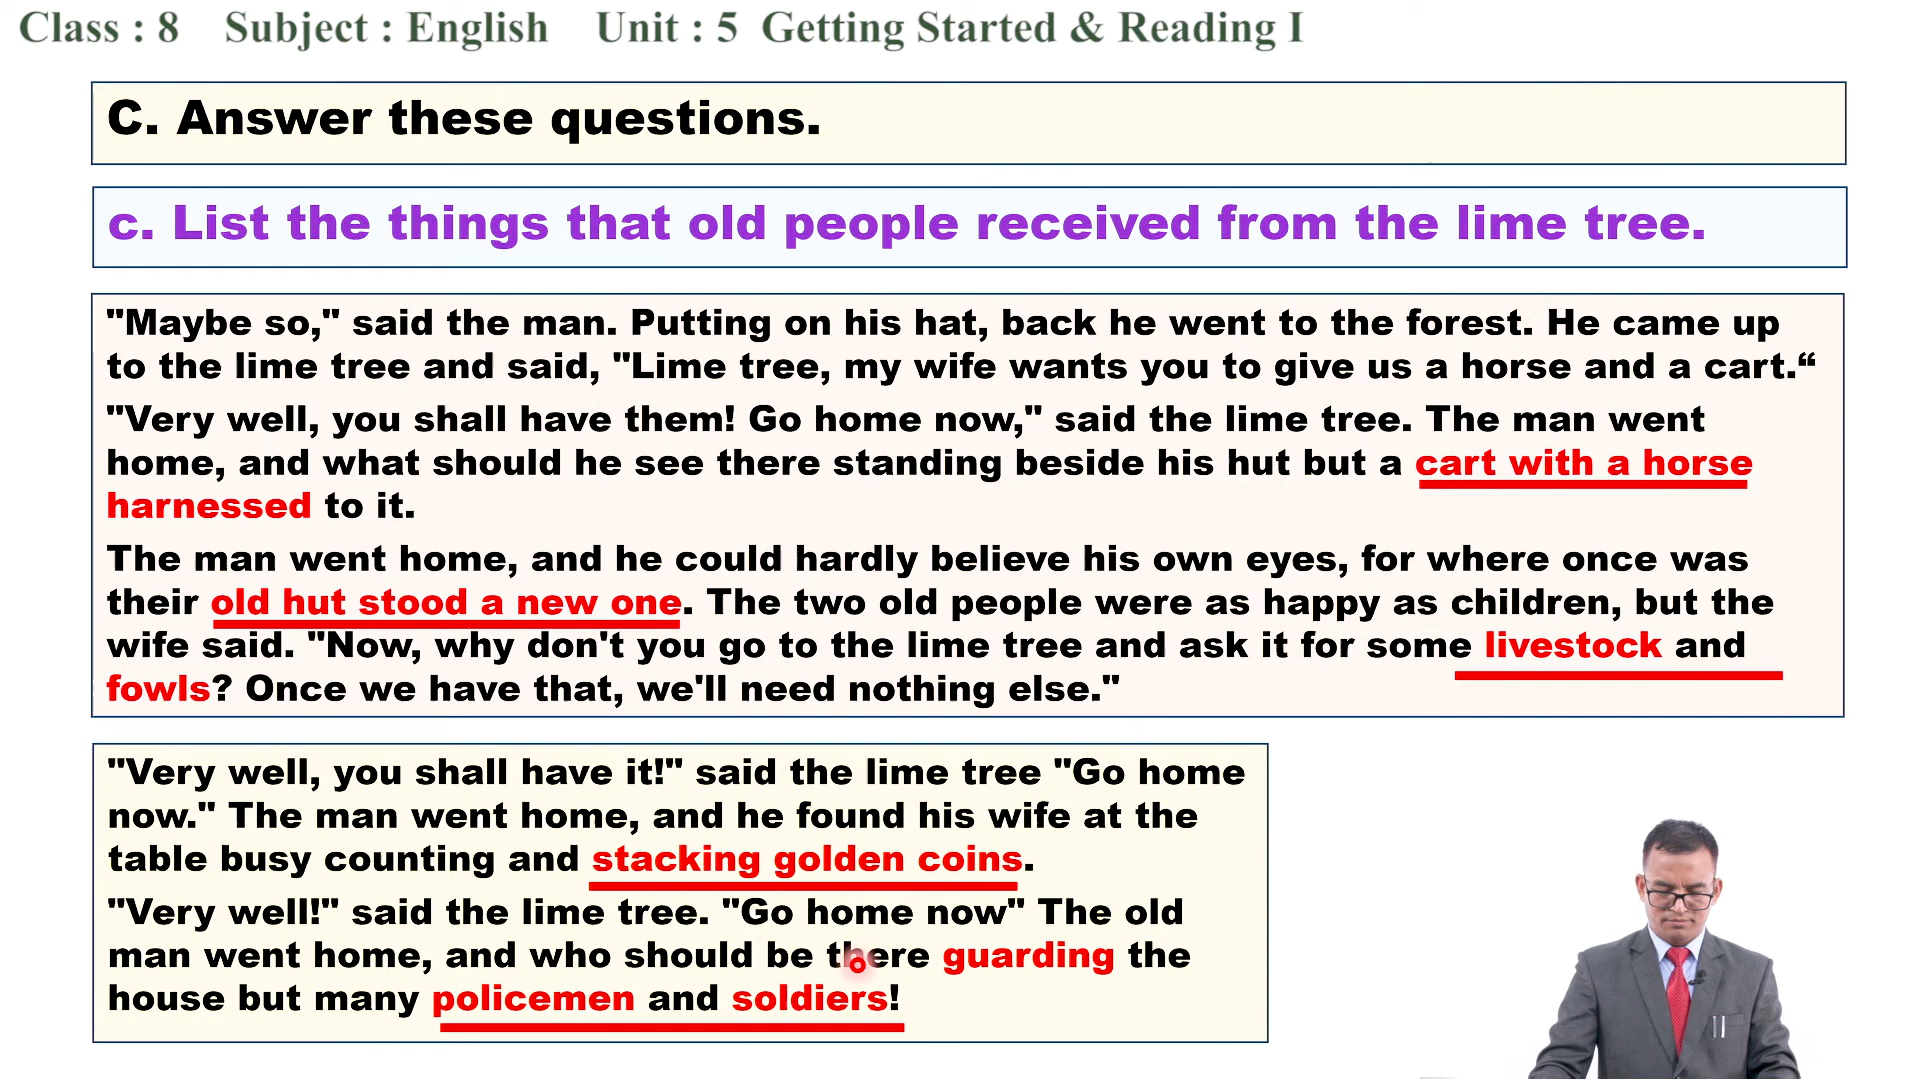 Class : 8    Subject : English    Unit : 5  Getting Started & Reading I
C. Answer these questions.
c. List the things that old people received from the lime tree.
"Maybe so," said the man. Putting on his hat, back he went to the forest. He came up
to the lime tree and said, "Lime tree, my wife wants you to give us a horse and a cart.“
"Very well, you shall have them! Go home now," said the lime tree. The man went
home, and what should he see there standing beside his hut but a cart with a horse
harnessed to it.
The man went home, and he could hardly believe his own eyes, for where once was
their old hut stood a new one. The two old people were as happy as children, but the
wife said. "Now, why don't you go to the lime tree and ask it for some livestock and
fowls? Once we have that, we'll need nothing else."
"Very well, you shall have it!" said the lime tree "Go home
now." The man went home, and he found his wife at the
table busy counting and stacking golden coins.
"Very well!" said the lime tree. "Go home now" The old
man went home, and who should be there guarding the
house but many policemen and soldiers!